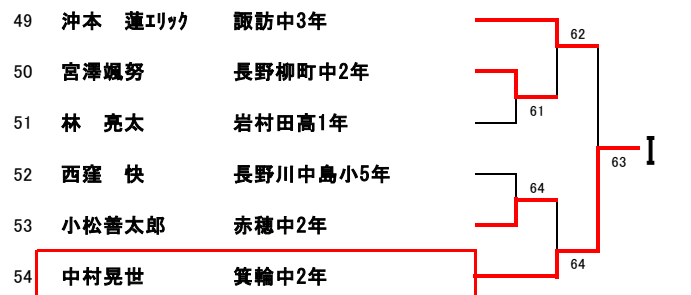 49 沖本 蓮ｴﾘｯｸ 諏訪中3年
62
50 宮澤颯努 長野柳町中2年
61
51 林 亮太 岩村田高1年
I
63
52 西窪 快 長野川中島小5年
64
53 小松善太郎 赤穂中2年
64
54 中村晃世 箕輪中2年